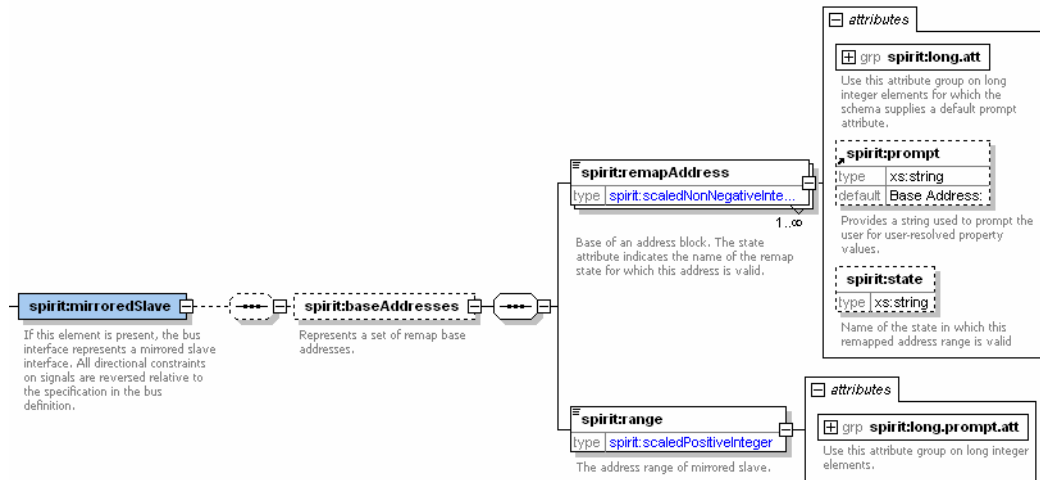 attributes
grp spirit:long.att
Use this attribute group on long
integer elements for which the
schema supplies a default prompt
attribute.
spirit:prompt
type xs:string
default Base Address:
Provides a string used to prompt the
user for user-resolved property
values.
spirit:state
type xs:string
Name of the state in which this
remapped address range is valid
spirit:remapAddress
type spirit:scaledNonNegativeInte...
1..∞
Base of an address block. The state
attribute indicates the name of the remap
state for which this address is valid.
spirit:mirroredSlave
If this element is present, the bus
interface represents a mirrored slave
interface. All directional constraints
on signals are reversed relative to
the specification in the bus
definition.
spirit:baseAddresses
Represents a set of remap base
addresses.
spirit:range
type spirit:scaledPositiveInteger
The address range of mirrored slave.
attributes
grp spirit:long.prompt.att
Use this attribute group on long integer
elements.